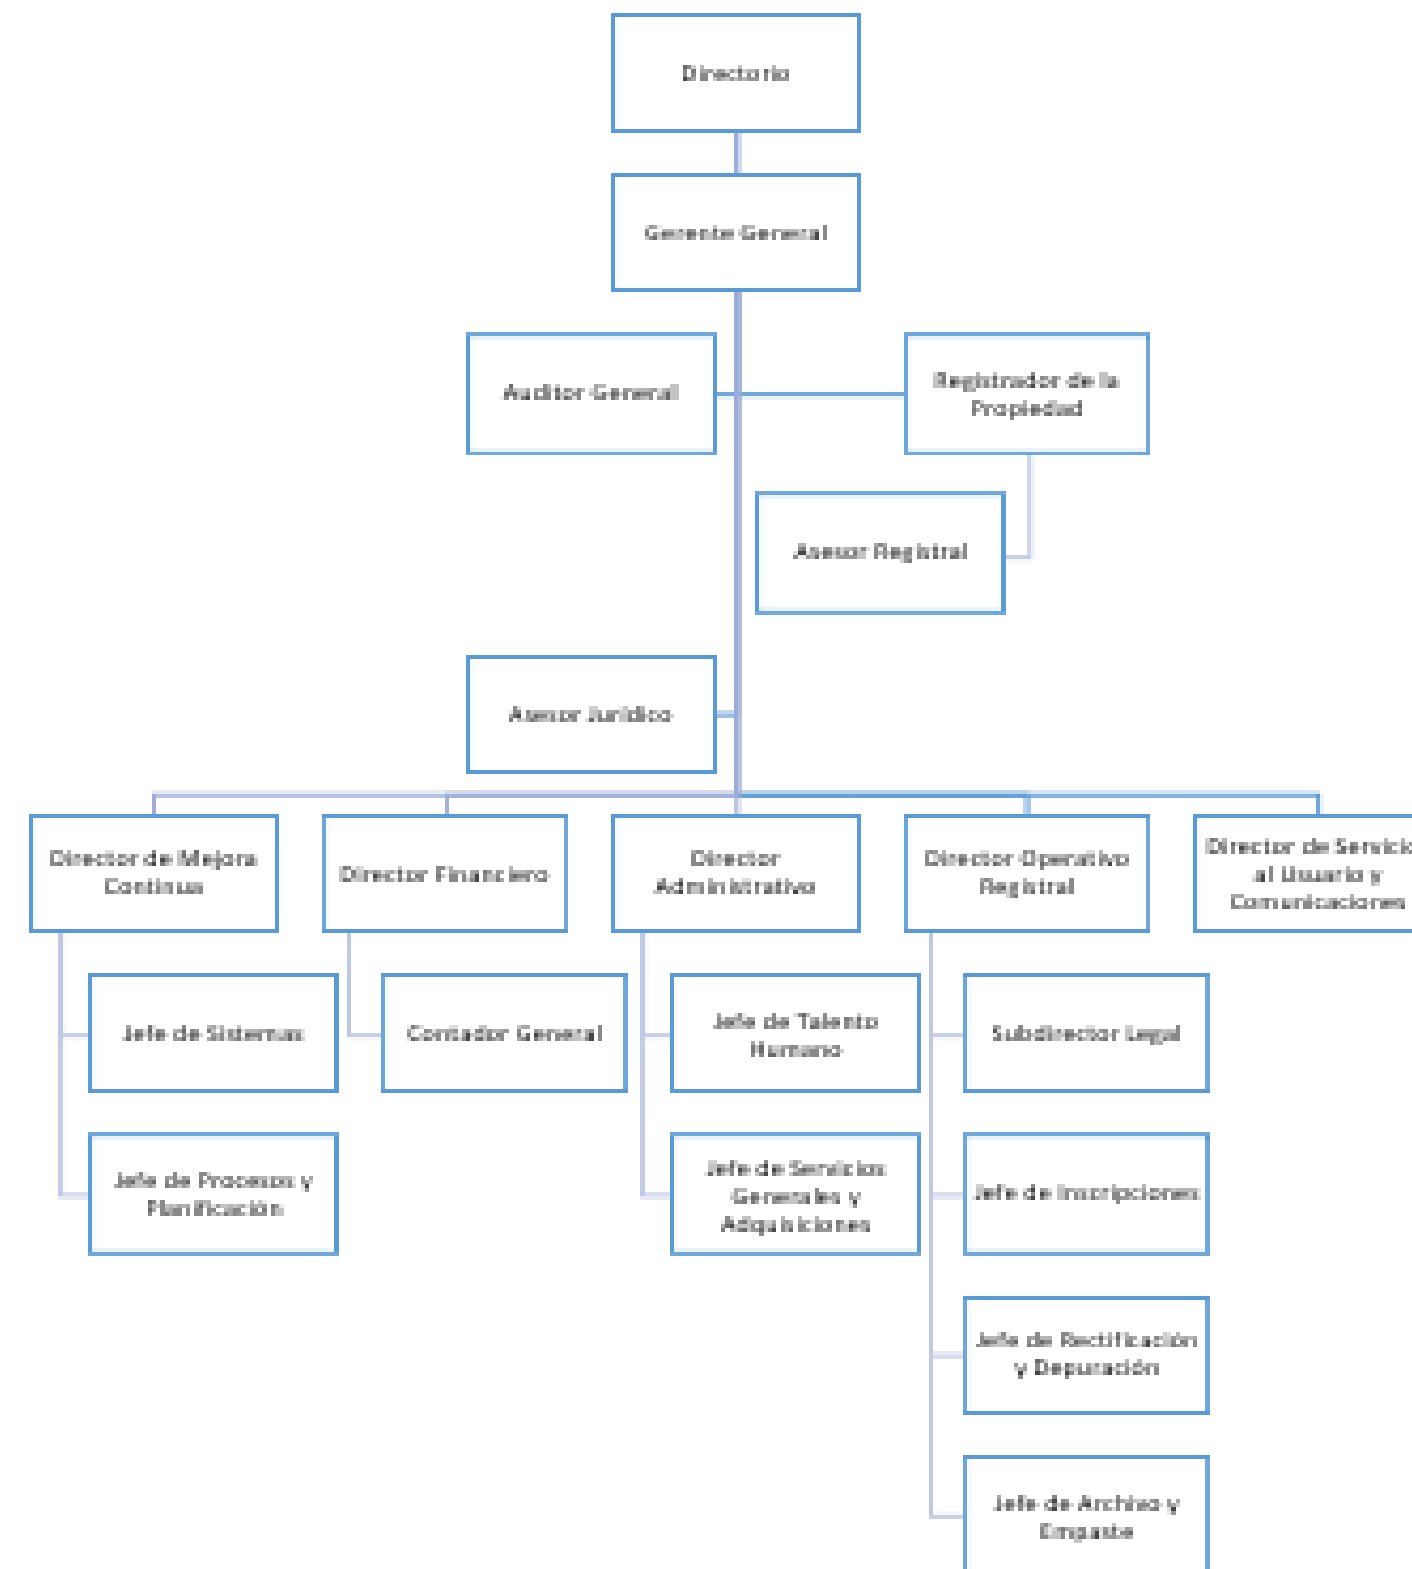 Directorio
Gerente General
Auditor General
Registrador de la
Propiedad
Asesor Registral
Asesor Jurídico
Director de Mejora
Continua
Director Financiero
Director
Administrativo
Director Operativo
Registral
Director de Servicio
al Usuario y
Comunicaciones
Jefe de Sistemas
Contador General
Jefe de Talento
Humano
Subdirector Legal
Jefe de Procesos y
Planificación
Jefe de Servicios
Generales y
Adquisiciones
Jefe de Inscripciones
Jefe de Rectificación
y Depuración
Jefe de Archivo y
Empaste